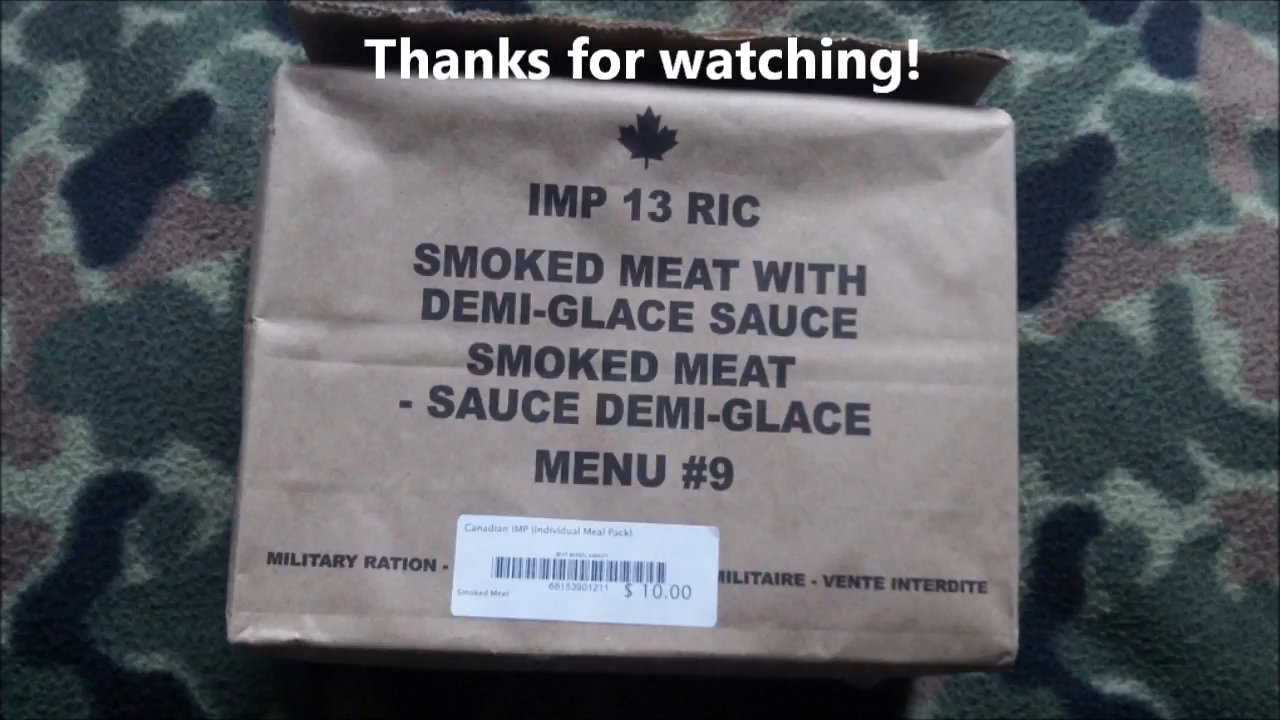 Thanks for watching!
IMP 13 RIC
SMOKED MEAT WITH
DEMI-GLACE SAUCE
SMOKED MEAT
- SAUCE DEMI-GLACE
MENU #9
Canadian IMP (Individual Meal Pack)
68153901211 $ 10.00
Smoked Meat
MILITARY RATION -
MILITAIRE - VENTE INTERDITE